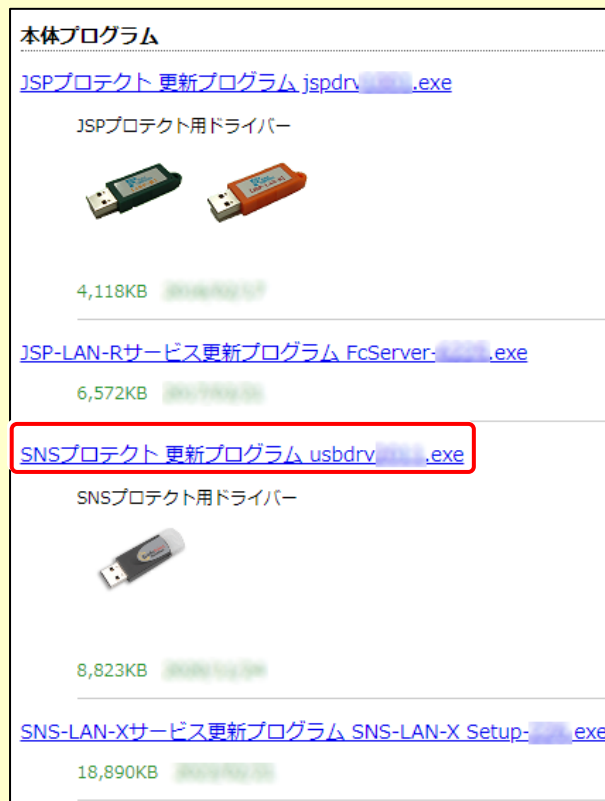 本体プログラム
JSPプロテクト 更新プログラム jspdrv .exe
JSPプロテクト用ドライバー
4,118KB
JSP-LAN-Rサービス更新プログラム FcServer- .exe
6,572KB
SNSプロテクト 更新プログラム usbdrv .exe
SNSプロテクト用ドライバー
8,823KB
SNS-LAN-Xサービス更新プログラム SNS-LAN-X Setup- .exe
18,890KB